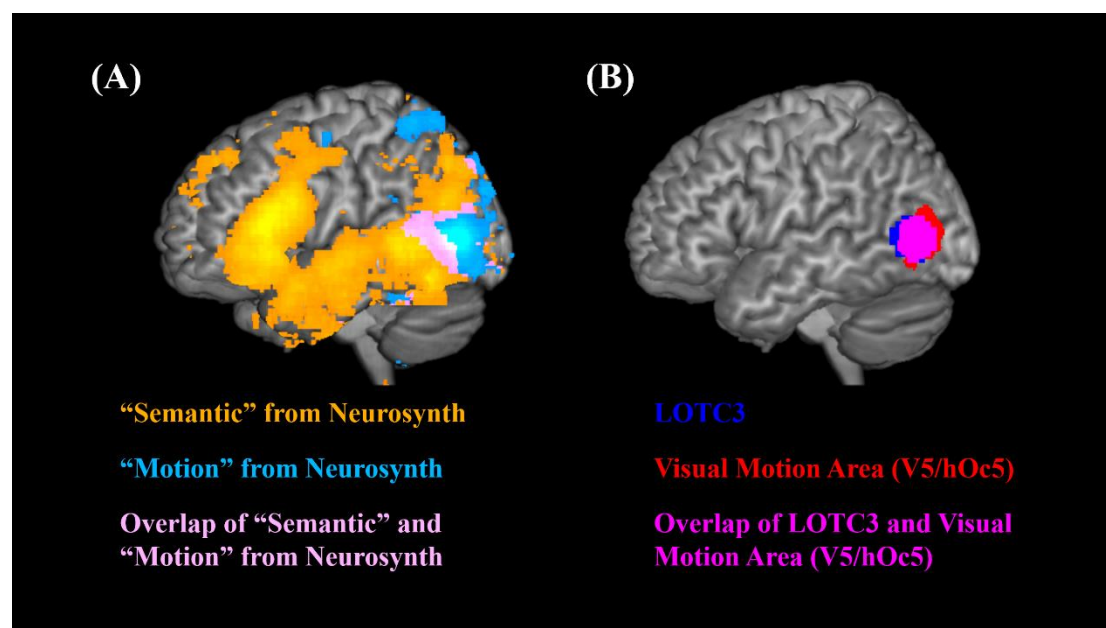 (A)
(B)
“Semantic” from Neurosynth
“Motion” from Neurosynth
Overlap of “Semantic” and
“Motion” from Neurosynth
LOTC3
Visual Motion Area (V5/hOc5)
Overlap of LOTC3 and Visual
Motion Area (V5/hOc5)